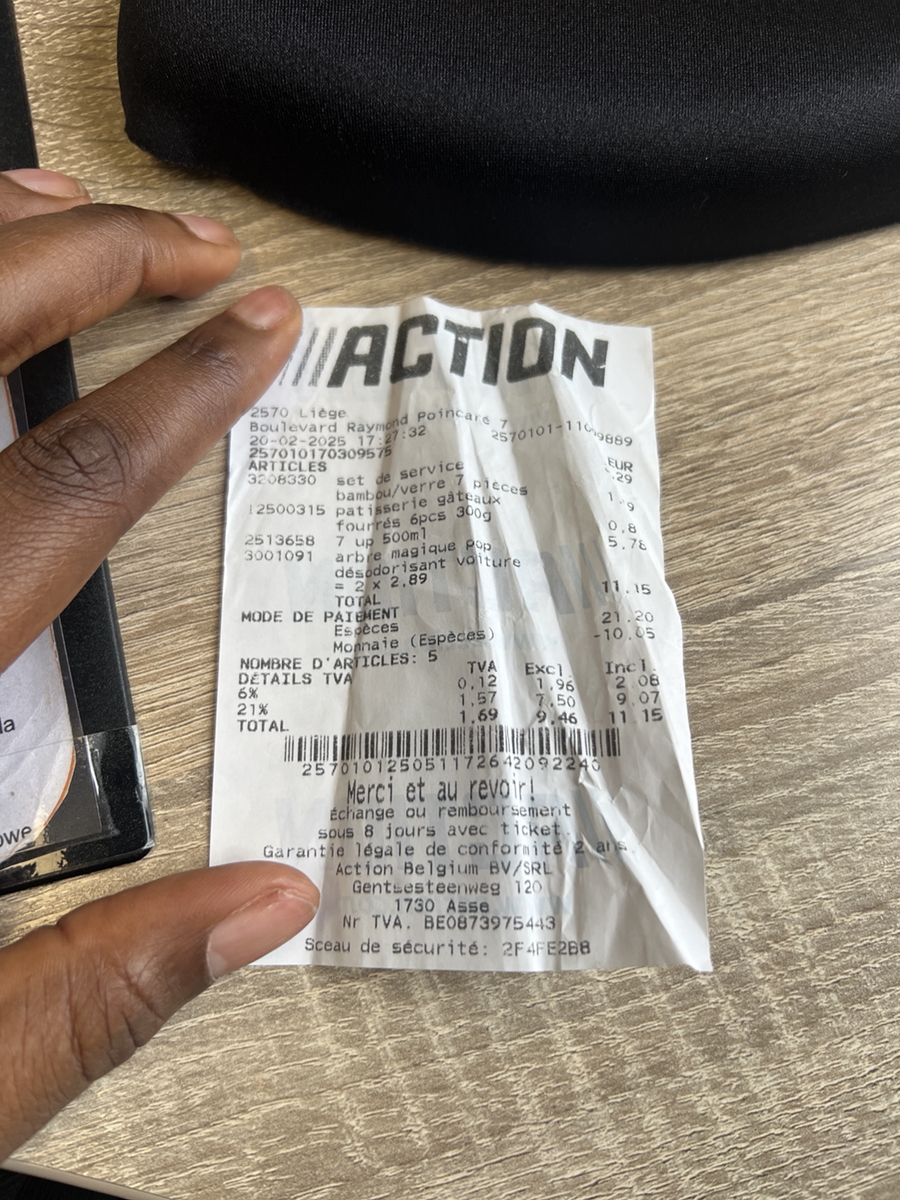 ACTION
2570 Liège
Boulevard Raymond Poincaré 7
20-02-2025 17:27:32
257010170309575
ARTICLES EUR
3208330 set de service
bambou/verre 7 pièces
12500315 patisserie gâteaux
fourrés 6pcs 300g
2513658 7 up 500ml
3001091 arbre magique pop 5.78
désodorisant voiture
= 2 x 2.89
TOTAL 11.15
MODE DE PAIEMENT
Espèces 21.20
Monnaie (Espèces) -10.05
NOMBRE D'ARTICLES: 5
DÉTAILS TVA TVA Excl. Incl.
6% 0,12 1,96 2.08
21% 1,57 7,50 9.07
TOTAL 1,69 9,46 11 15
2570101250511172642092240
Merci et au revoir!
Échange ou remboursement
sous 8 jours avec ticket.
Garantie légale de conformité 2 ans.
Action Belgium BV/SRL
Gentsesteenweg 120
1730 Asse
Nr TVA. BE0873975443
Sceau de sécurité: 2F4FE2B8